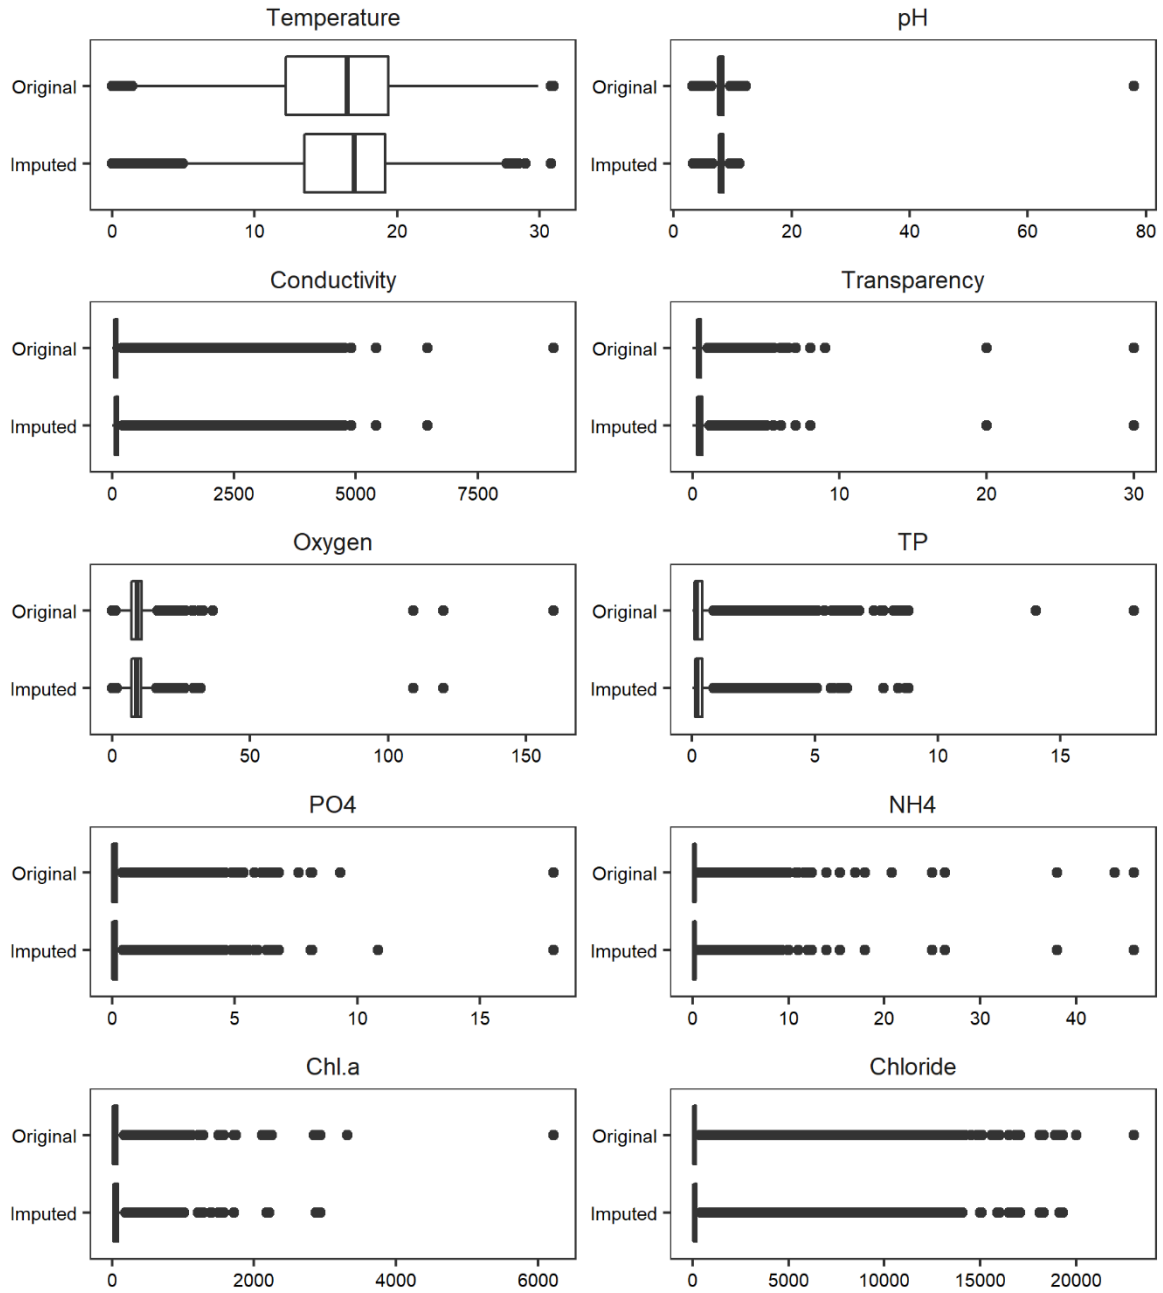 Temperature pH
Original Original
Imputed Imputed
0 10 20 30 0 20 40 60 80
Conductivity Transparency
Original Original
Imputed Imputed
0 2500 5000 7500 0 10 20 30
Oxygen TP
Original Original
Imputed Imputed
0 50 100 150 0 5 10 15
PO4 NH4
Original Original
Imputed Imputed
0 5 10 15 0 10 20 30 40
Chl.a Chloride
Original Original
Imputed Imputed
0 2000 4000 6000 0 5000 10000 15000 20000